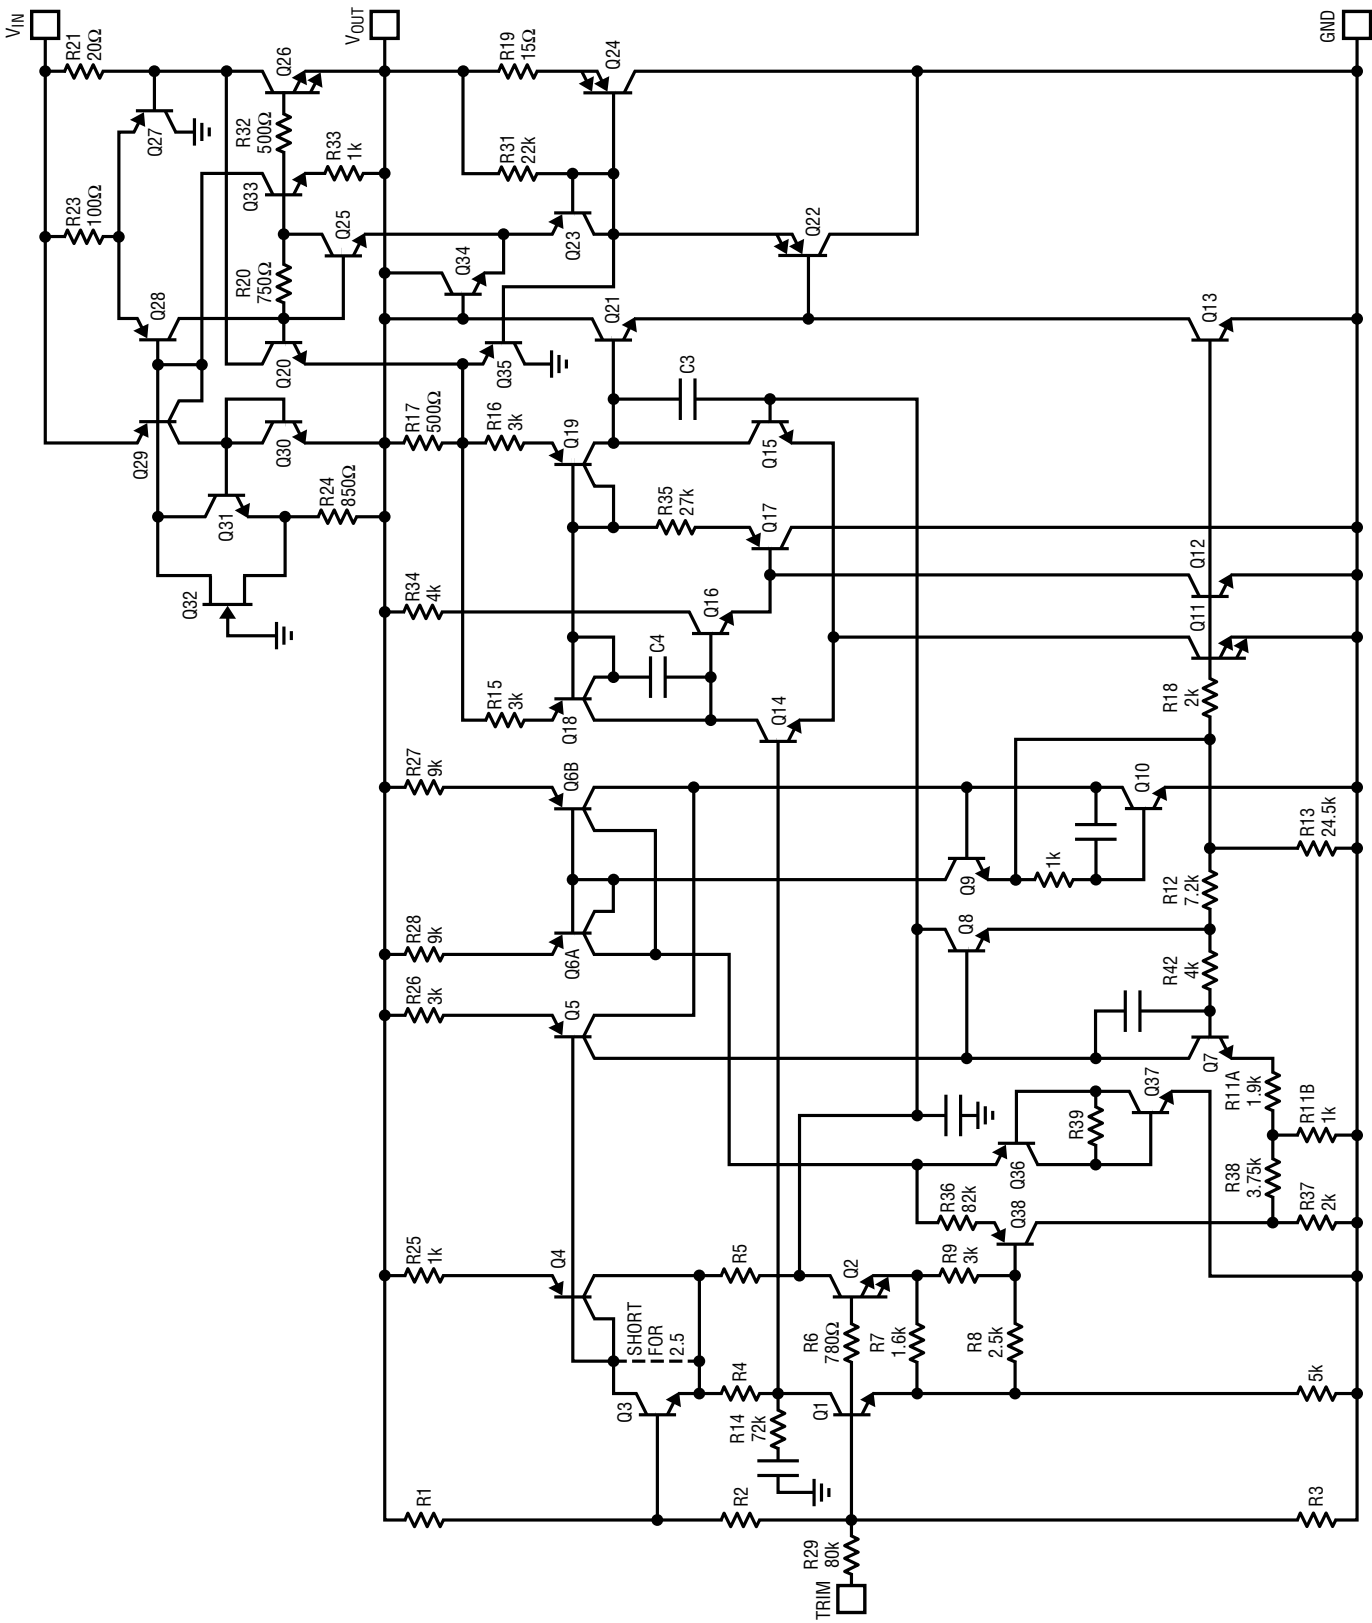 VIN
R23
100Ω
R21
20Ω
Q29
Q28
Q27
Q32
Q31
R20
750Ω
Q33
R32
500Ω
Q30
Q20
Q26
R24
850Ω
Q25
R33
1k
VOUT
R1
R25
1k
R26
3k
R28
9k
R27
9k
R34
4k
R17
500Ω
Q34
R15
3k
R16
3k
Q35
R31
22k
R19
15Ω
Q4
Q5
Q6A
Q6B
Q18
Q19
Q23
Q21
Q24
Q3
SHORT
FOR
2.5
C4
R35
27k
C3
R2
R4
R5
Q16
R14
72k
Q14
Q17
Q15
TRIM
R29
80k
Q1
R6
780Ω
Q2
Q22
R7
1.6k
R9
3k
R36
82k
Q8
Q9
R8
2.5k
Q38
Q36
1k
R39
Q37
Q10
R42
4k
R12
7.2k
R18
2k
Q7
Q11
Q12
Q13
R38
3.75k
R11A
1.9k
R3
5k
R37
2k
R11B
1k
R13
24.5k
GND